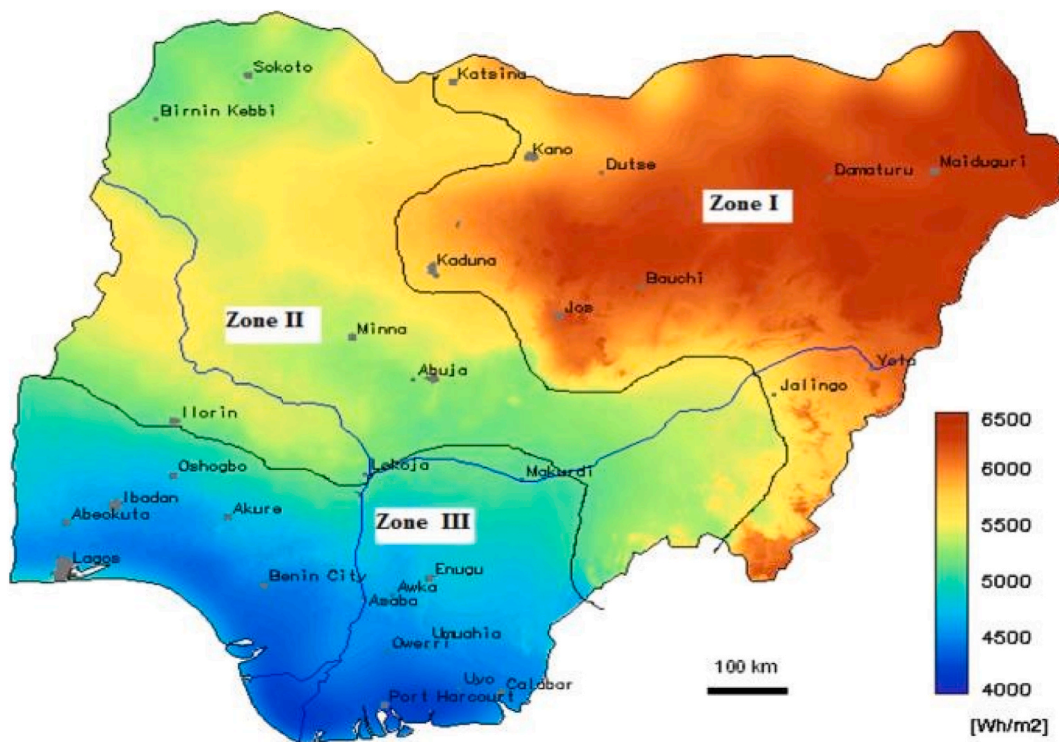 Sokoto
Katsina
Birnin Kebbi
Kano
Dutse
Damaturu
Maiduguri
Zone I
Kaduna
Bauchi
Jos
Zone II
Minna
Abuja
Yola
Jalingo
Ilorin
6500
Oshogbo
Lokoja
Makurdi
6000
Ibadan
Abeokuta
Akure
Zone III
5500
Lagos
Benin City
Enugu
Awka
Asaba
5000
Umuahia
Owerri
4500
Uyo
Calabar
100 km
Port Harcourt
4000
[Wh/m2]